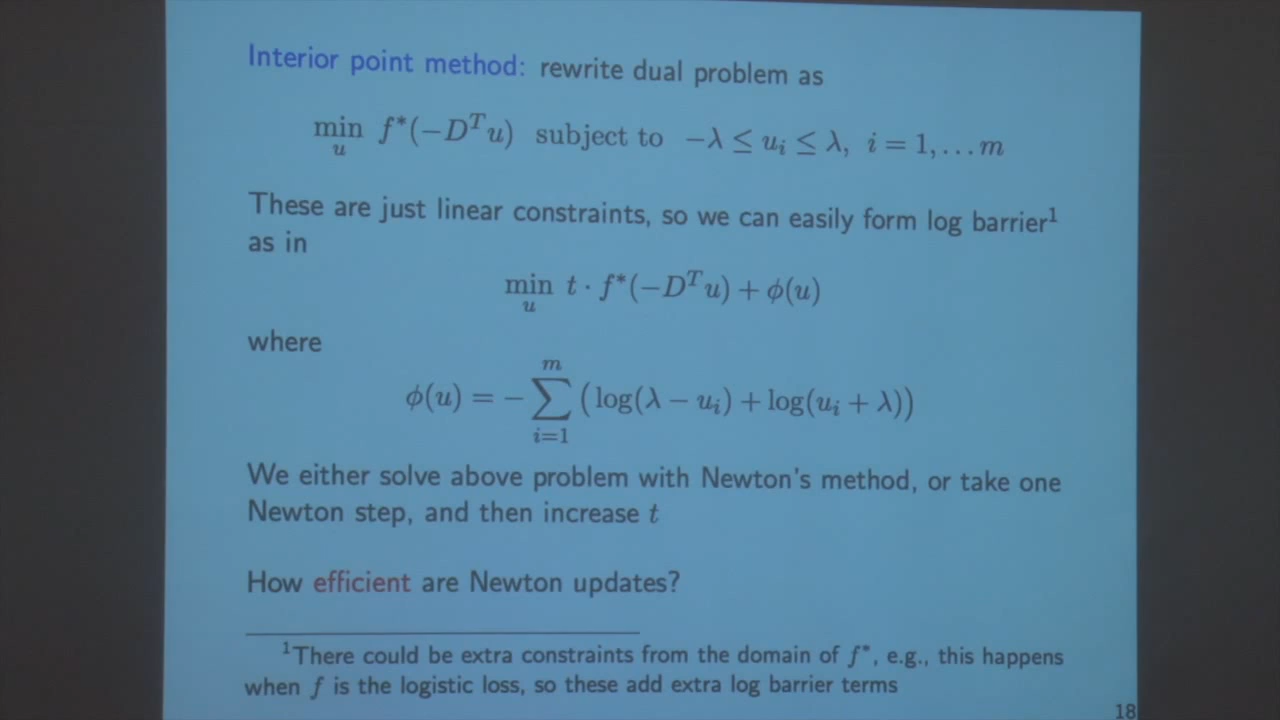 Interior point method: rewrite dual problem as
min_u f*(−D^T u) subject to −λ ≤ u_i ≤ λ, i = 1, … m
These are just linear constraints, so we can easily form log barrier¹
as in
min_u t · f*(−D^T u) + ϕ(u)
where
ϕ(u) = − ∑_{i=1}^{m} (log(λ − u_i) + log(u_i + λ))
We either solve above problem with Newton's method, or take one
Newton step, and then increase t
How efficient are Newton updates?
¹There could be extra constraints from the domain of f*, e.g., this happens
when f is the logistic loss, so these add extra log barrier terms
18